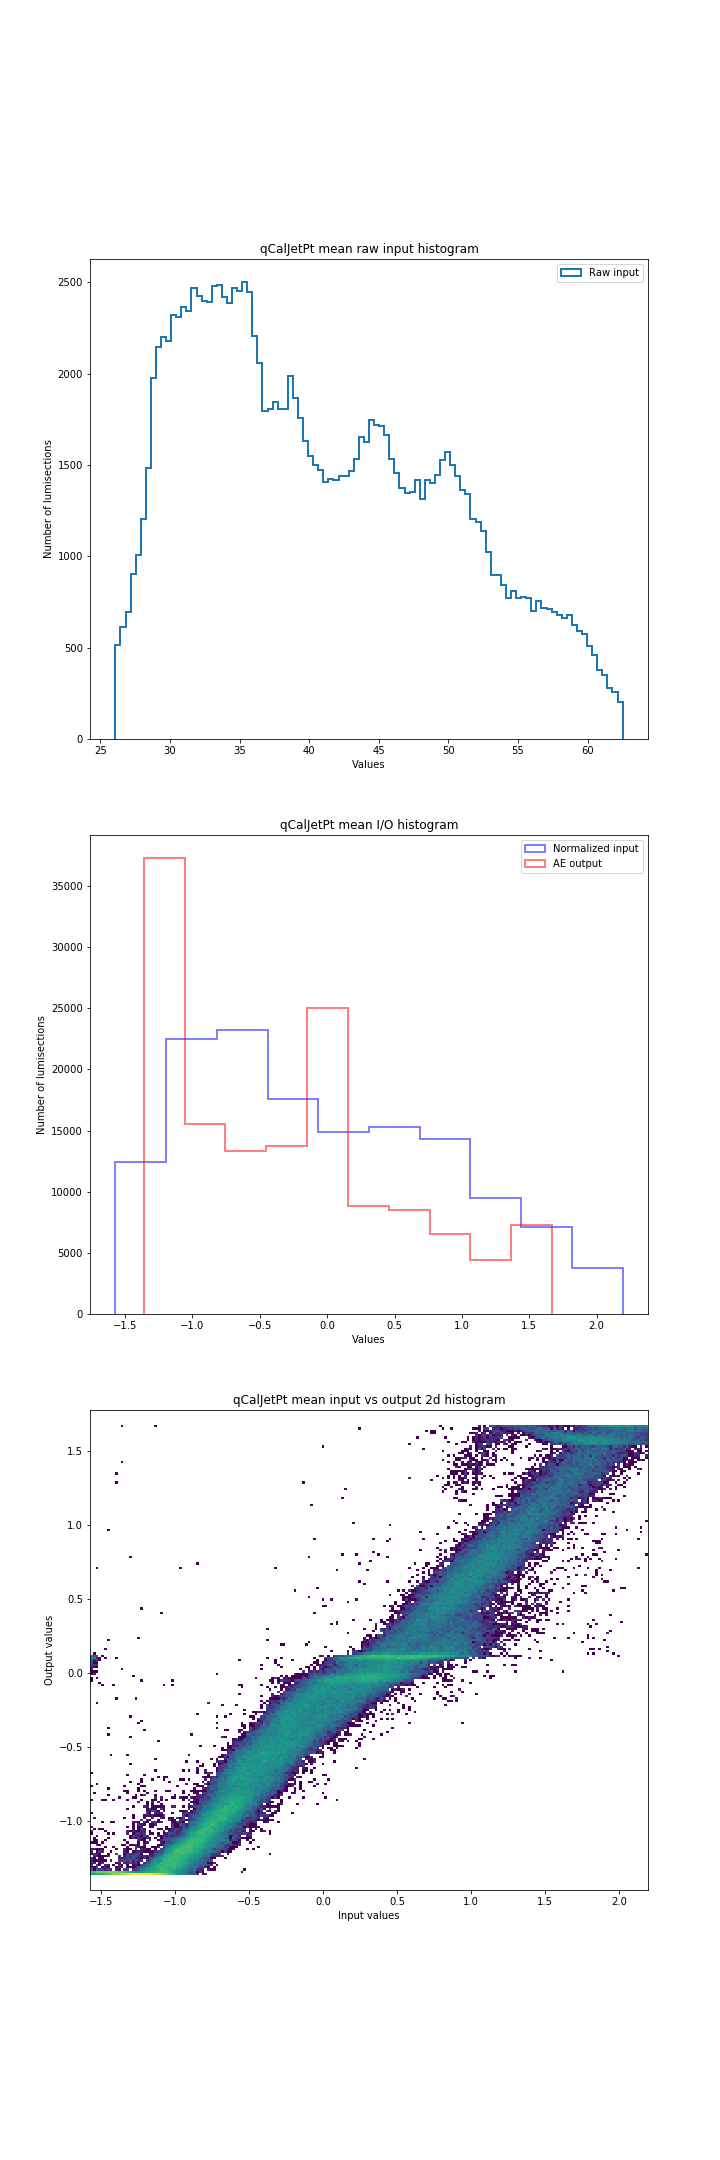 qCalJetPt mean raw input histogram
Raw input
2500
2000
1500
1000
500
0
Number of lumisections
25 30 35 40 45 50 55 60
Values
qCalJetPt mean I/O histogram
Normalized input
AE output
35000
30000
25000
20000
15000
10000
5000
0
Number of lumisections
−1.5 −1.0 −0.5 0.0 0.5 1.0 1.5 2.0
Values
qCalJetPt mean input vs output 2d histogram
1.5
1.0
0.5
0.0
−0.5
−1.0
Output values
−1.5 −1.0 −0.5 0.0 0.5 1.0 1.5 2.0
Input values